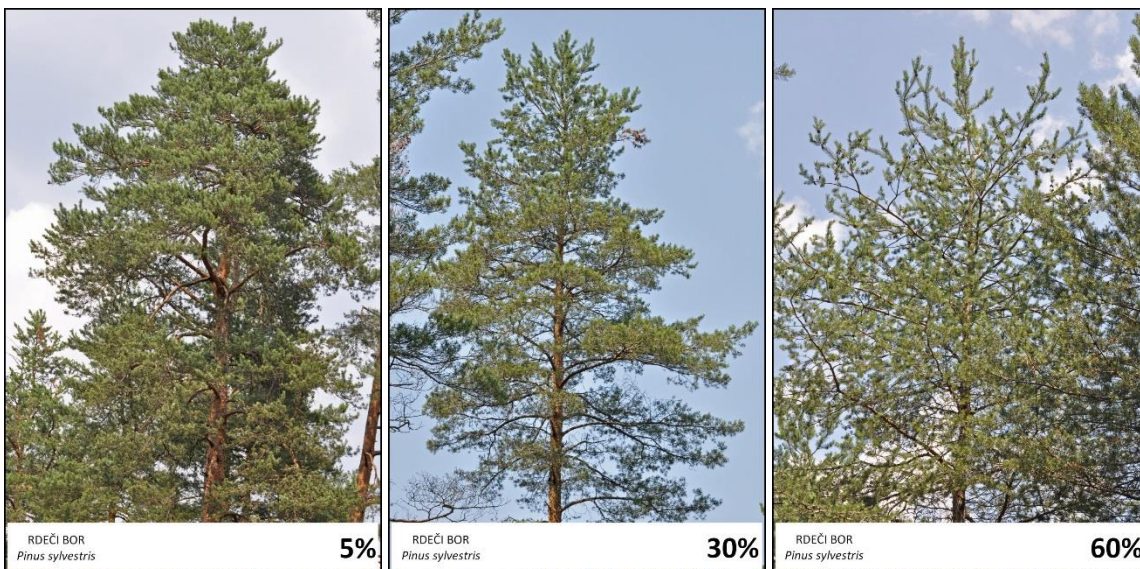 RDEČI BOR
Pinus sylvestris
5%
RDEČI BOR
Pinus sylvestris
30%
RDEČI BOR
Pinus sylvestris
60%